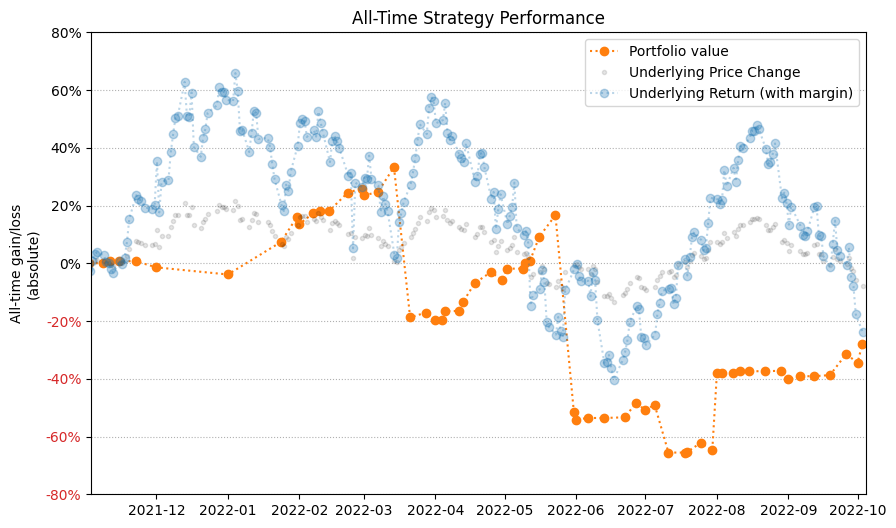 All-Time Strategy Performance
Portfolio value
Underlying Price Change
Underlying Return (with margin)
All-time gain/loss
(absolute)
80%
60%
40%
20%
0%
-20%
-40%
-60%
-80%
2021-12 2022-01 2022-02 2022-03 2022-04 2022-05 2022-06 2022-07 2022-08 2022-09 2022-10